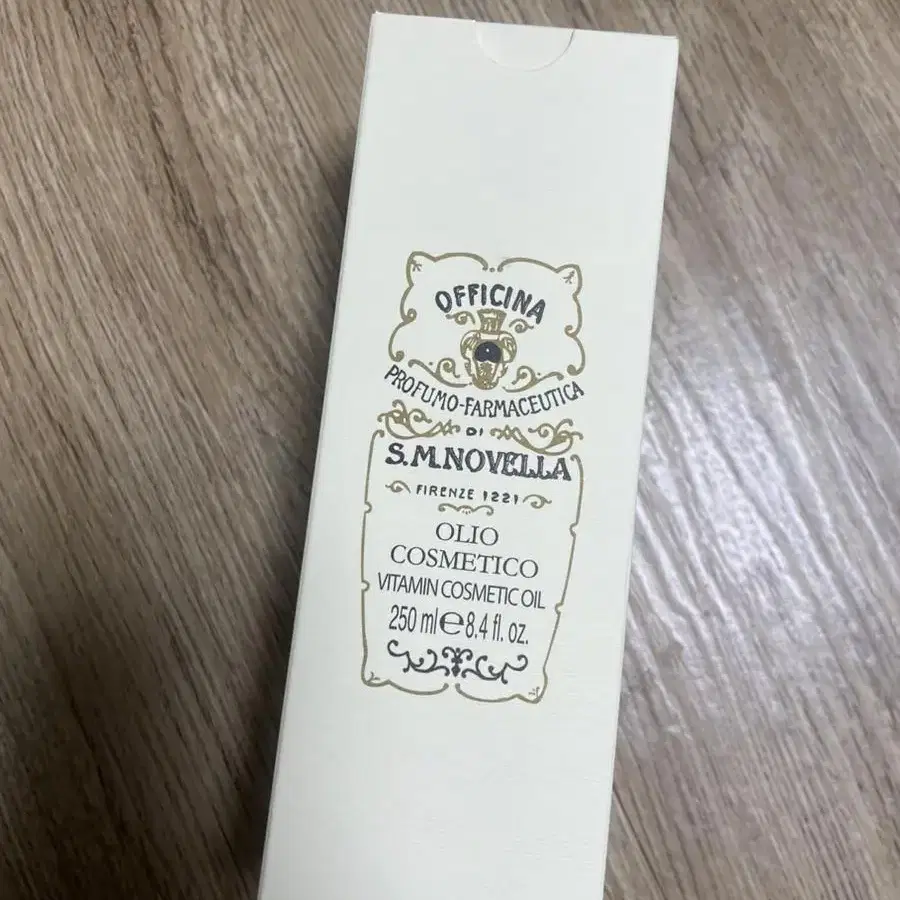 OFFICINA
PROFUMO-FARMACEUTICA
DI
S.M.NOVELLA
FIRENZE 1221
OLIO
COSMETICO
VITAMIN COSMETIC OIL
250 ml ℮ 8.4 fl. oz.